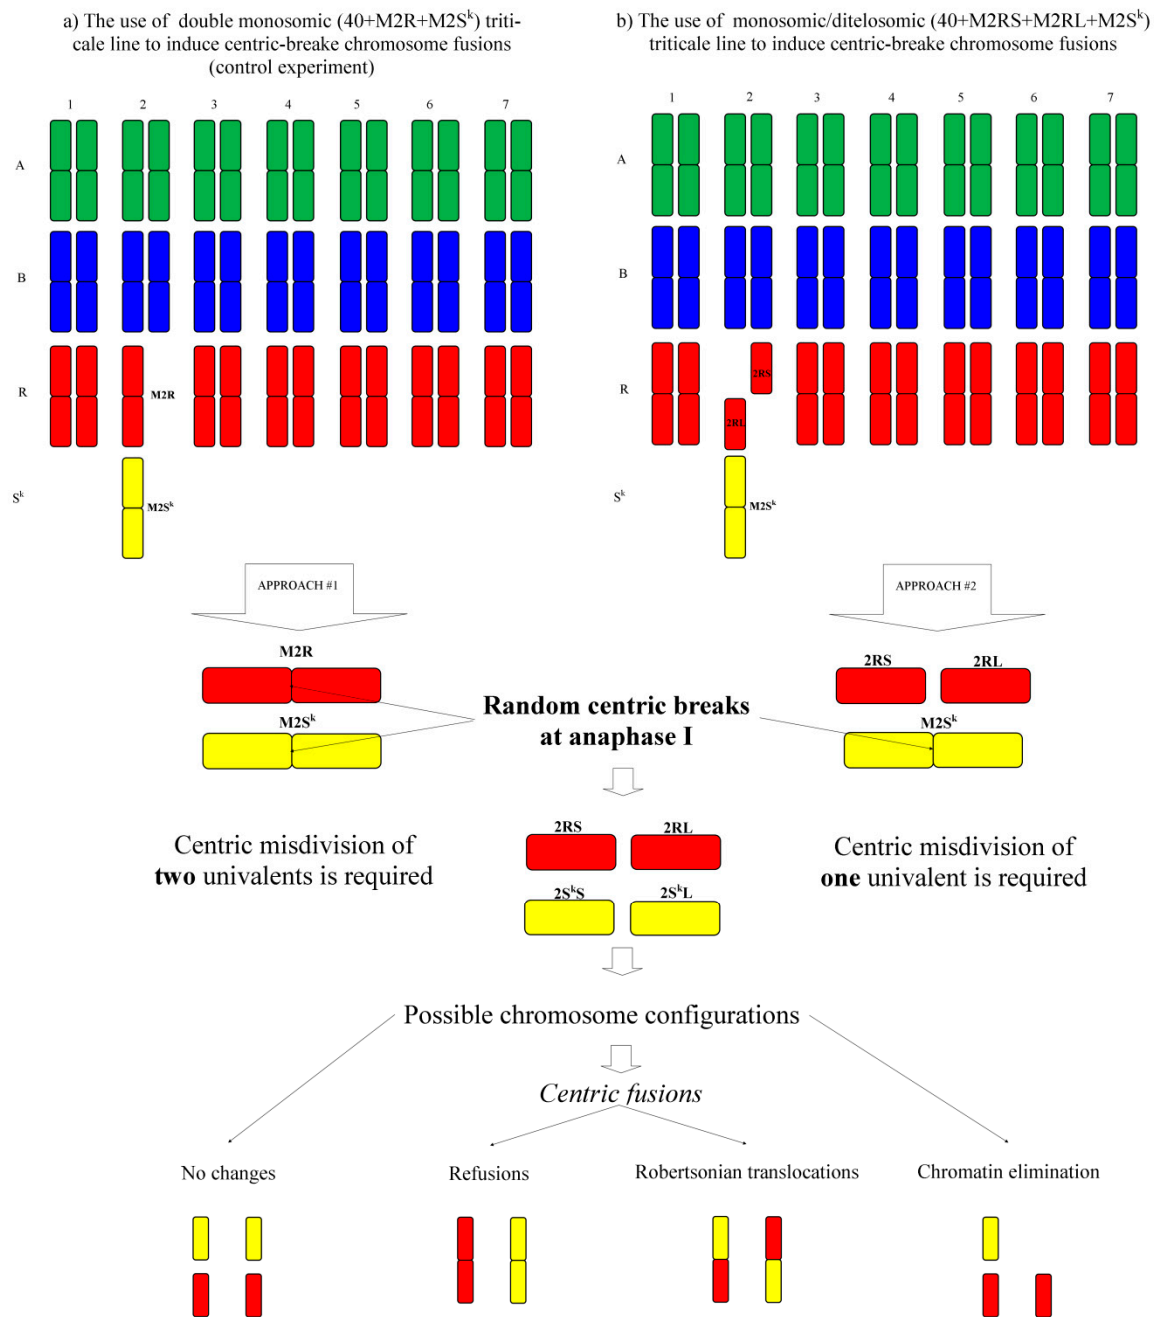 a) The use of double monosomic (40+M2R+M2Sᵏ) triti-
cale line to induce centric-breake chromosome fusions
(control experiment)
b) The use of monosomic/ditelosomic (40+M2RS+M2RL+M2Sᵏ)
triticale line to induce centric-breake chromosome fusions
1 2 3 4 5 6 7
1 2 3 4 5 6 7
A
A
B
B
R
M2R
R
2RS
2RL
Sᵏ
M2Sᵏ
Sᵏ
M2Sᵏ
APPROACH #1
APPROACH #2
M2R
M2Sᵏ
Random centric breaks
at anaphase I
2RS 2RL
M2Sᵏ
Centric misdivision of
two univalents is required
2RS 2RL
2SᵏS 2SᵏL
Centric misdivision of
one univalent is required
Possible chromosome configurations
Centric fusions
No changes
Refusions
Robertsonian translocations
Chromatin elimination